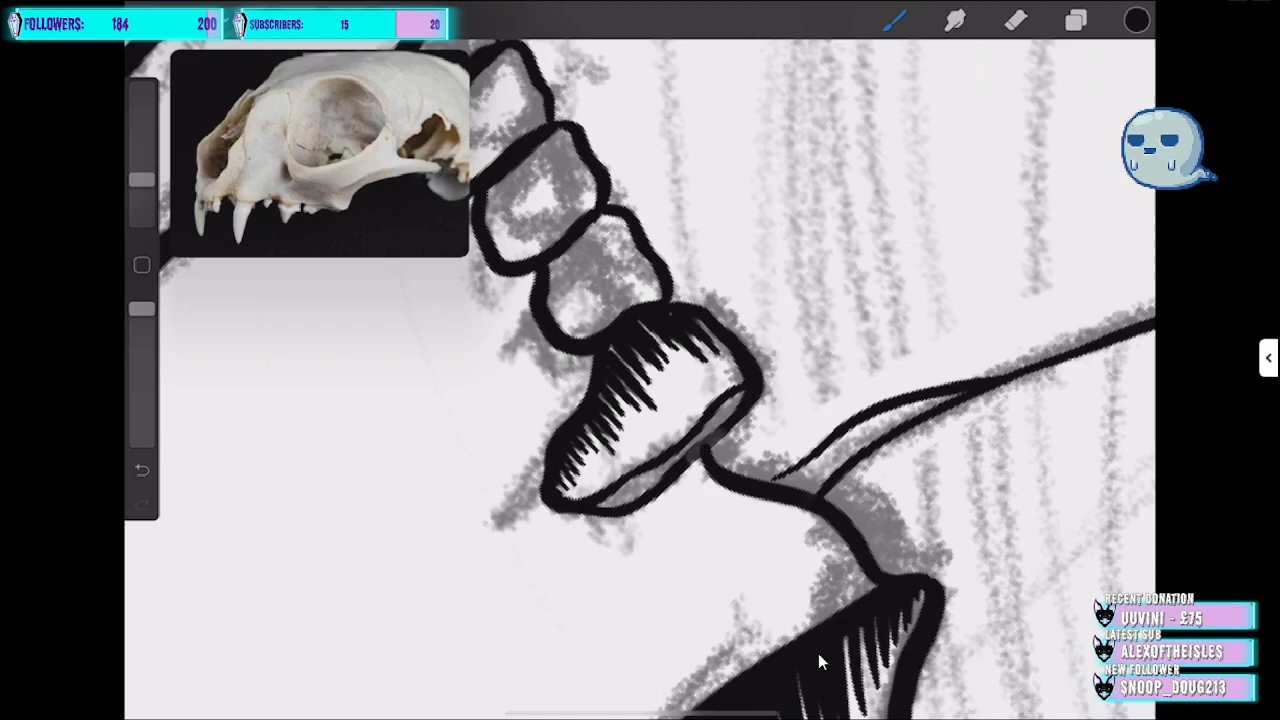 FOLLOWERS: 184 200
SUBSCRIBERS: 15 20
RECENT DONATION
UUVINI - £75
LATEST SUB
ALEXOFTHEISLES
NEW FOLLOWER
SNOOP_DOUG213